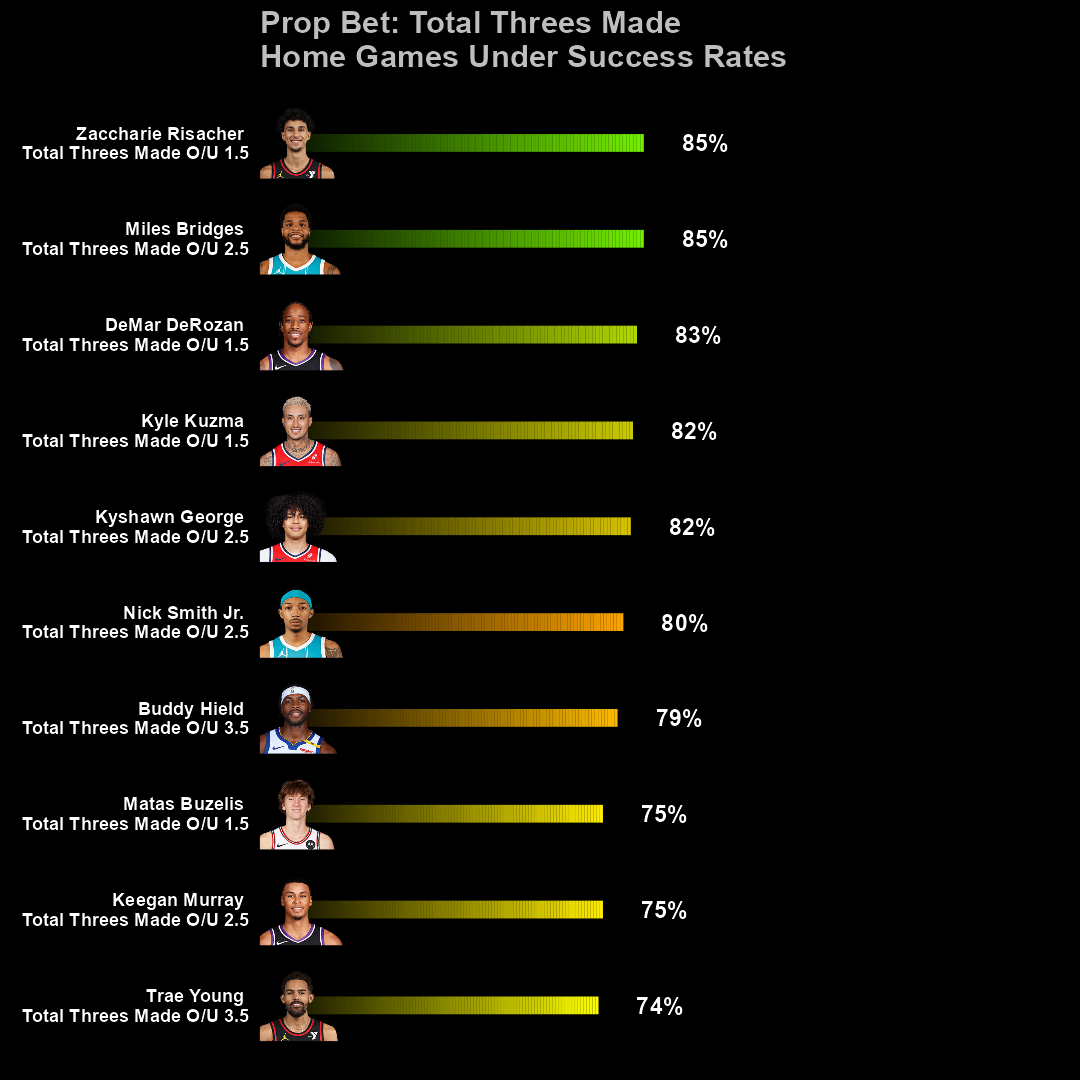 Prop Bet: Total Threes Made
Home Games Under Success Rates
Zaccharie Risacher
Total Threes Made O/U 1.5
85%
Miles Bridges
Total Threes Made O/U 2.5
85%
DeMar DeRozan
Total Threes Made O/U 1.5
83%
Kyle Kuzma
Total Threes Made O/U 1.5
82%
Kyshawn George
Total Threes Made O/U 2.5
82%
Nick Smith Jr.
Total Threes Made O/U 2.5
80%
Buddy Hield
Total Threes Made O/U 3.5
79%
Matas Buzelis
Total Threes Made O/U 1.5
75%
Keegan Murray
Total Threes Made O/U 2.5
75%
Trae Young
Total Threes Made O/U 3.5
74%